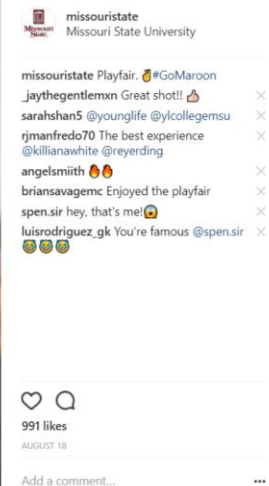 missouristate
Missouri State University
Missouri
State
missouristate Playfair. #GoMaroon
_jaythegentlemxn Great shot!!
sarahshan5 @younglife @ylcollegemsu
rjmanfredo70 The best experience
@killianawhite @reyerding
angelsmiith
briansavagemc Enjoyed the playfair
spen.sir hey, that's me!
luisrodriguez_gk You're famous @spen.sir
991 likes
AUGUST 18
Add a comment...